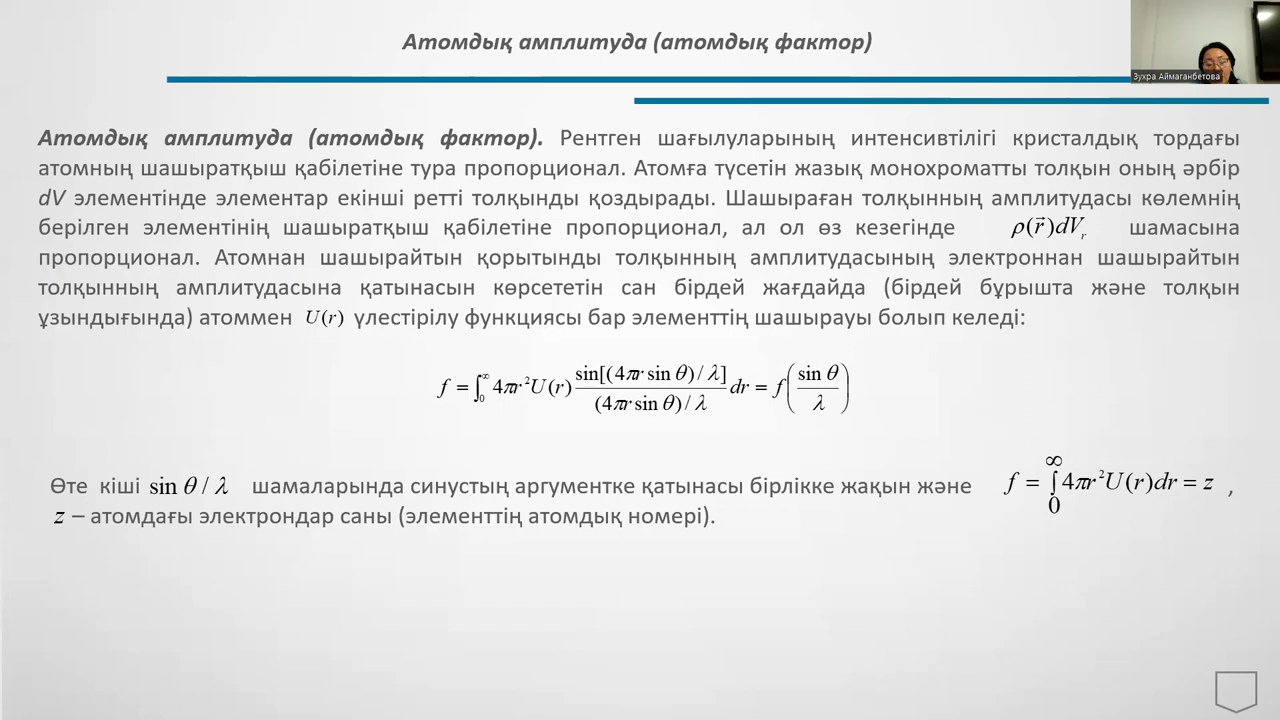 Атомдық амплитуда (атомдық фактор)
Зухра Аймаганбетова
Атомдық амплитуда (атомдық фактор). Рентген шағылуларының интенсивтілігі кристалдық тордағы
атомның шашыратқыш қабілетіне тура пропорционал. Атомға түсетін жазық монохроматты толқын оның әрбір
dV элементінде элементар екінші ретті толқынды қоздырады. Шашыраған толқынның амплитудасы көлемнің
берілген элементінің шашыратқыш қабілетіне пропорционал, ал ол өз кезегінде ρ(r⃗)dVᵣ шамасына
пропорционал. Атомнан шашырайтын қорытынды толқынның амплитудасының электроннан шашырайтын
толқынның амплитудасына қатынасын көрсететін сан бірдей жағдайда (бірдей бұрышта және толқын
ұзындығында) атоммен U(r) үлестірілу функциясы бар элементтің шашырауы болып келеді:
f = ∫₀^∞ 4πr²U(r) sin[(4πr sin θ) / λ] / (4πr sin θ) / λ dr = f(sin θ / λ)
Өте кіші sin θ / λ шамаларында синустың аргументке қатынасы бірлікке жақын және f = ∫₀^∞ 4πr²U(r)dr = z ,
z – атомдағы электрондар саны (элементтің атомдық номері).